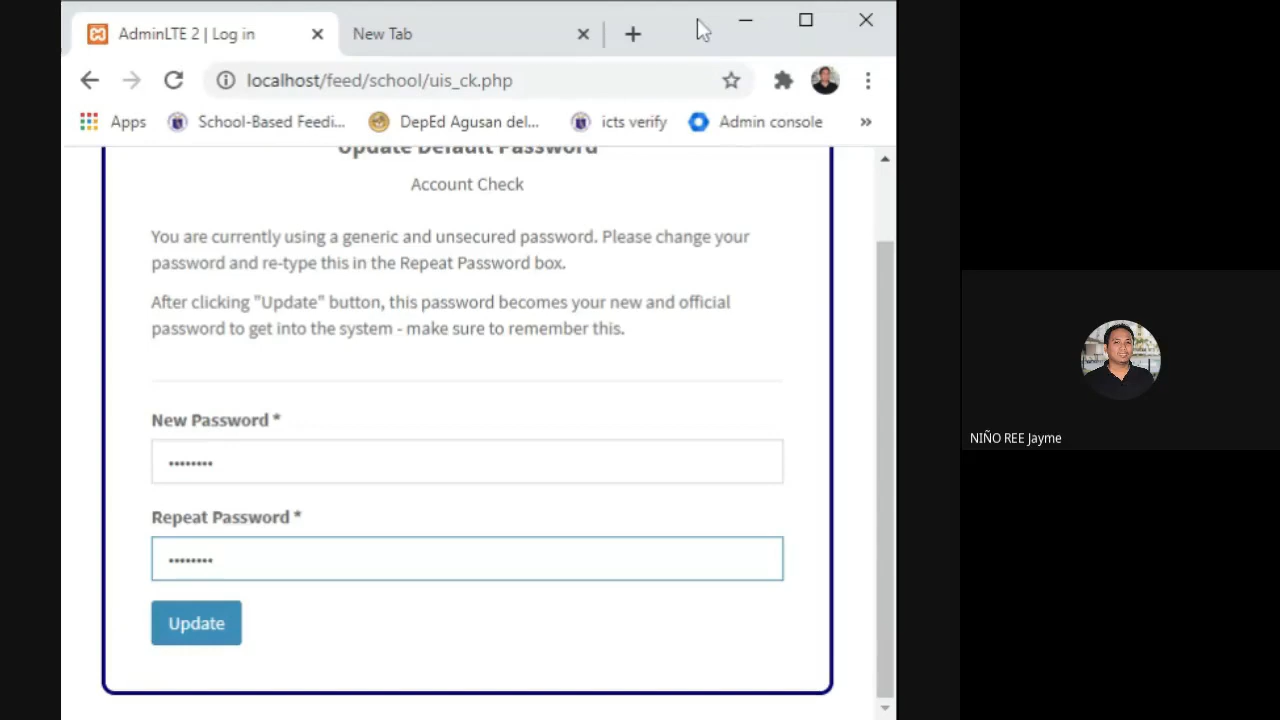 AdminLTE 2 | Log in
New Tab
localhost/feed/school/uis_ck.php
Apps
School-Based Feedi...
DepEd Agusan del...
icts verify
Admin console
»
Update Default Password
Account Check
You are currently using a generic and unsecured password. Please change your
password and re-type this in the Repeat Password box.
After clicking "Update" button, this password becomes your new and official
password to get into the system - make sure to remember this.
New Password *
••••••••
Repeat Password *
••••••••
Update
NIÑO REE Jayme